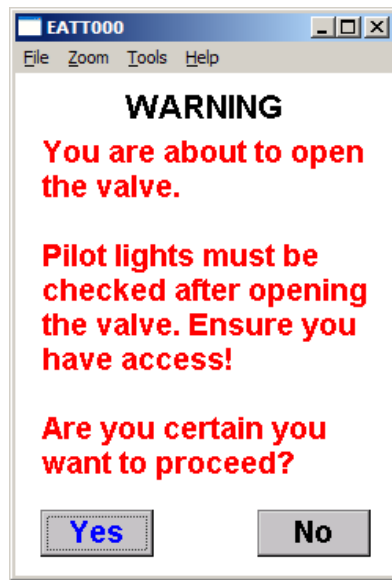 EATT000
File Zoom Tools Help
WARNING
You are about to open
the valve.
Pilot lights must be
checked after opening
the valve. Ensure you
have access!
Are you certain you
want to proceed?
Yes No